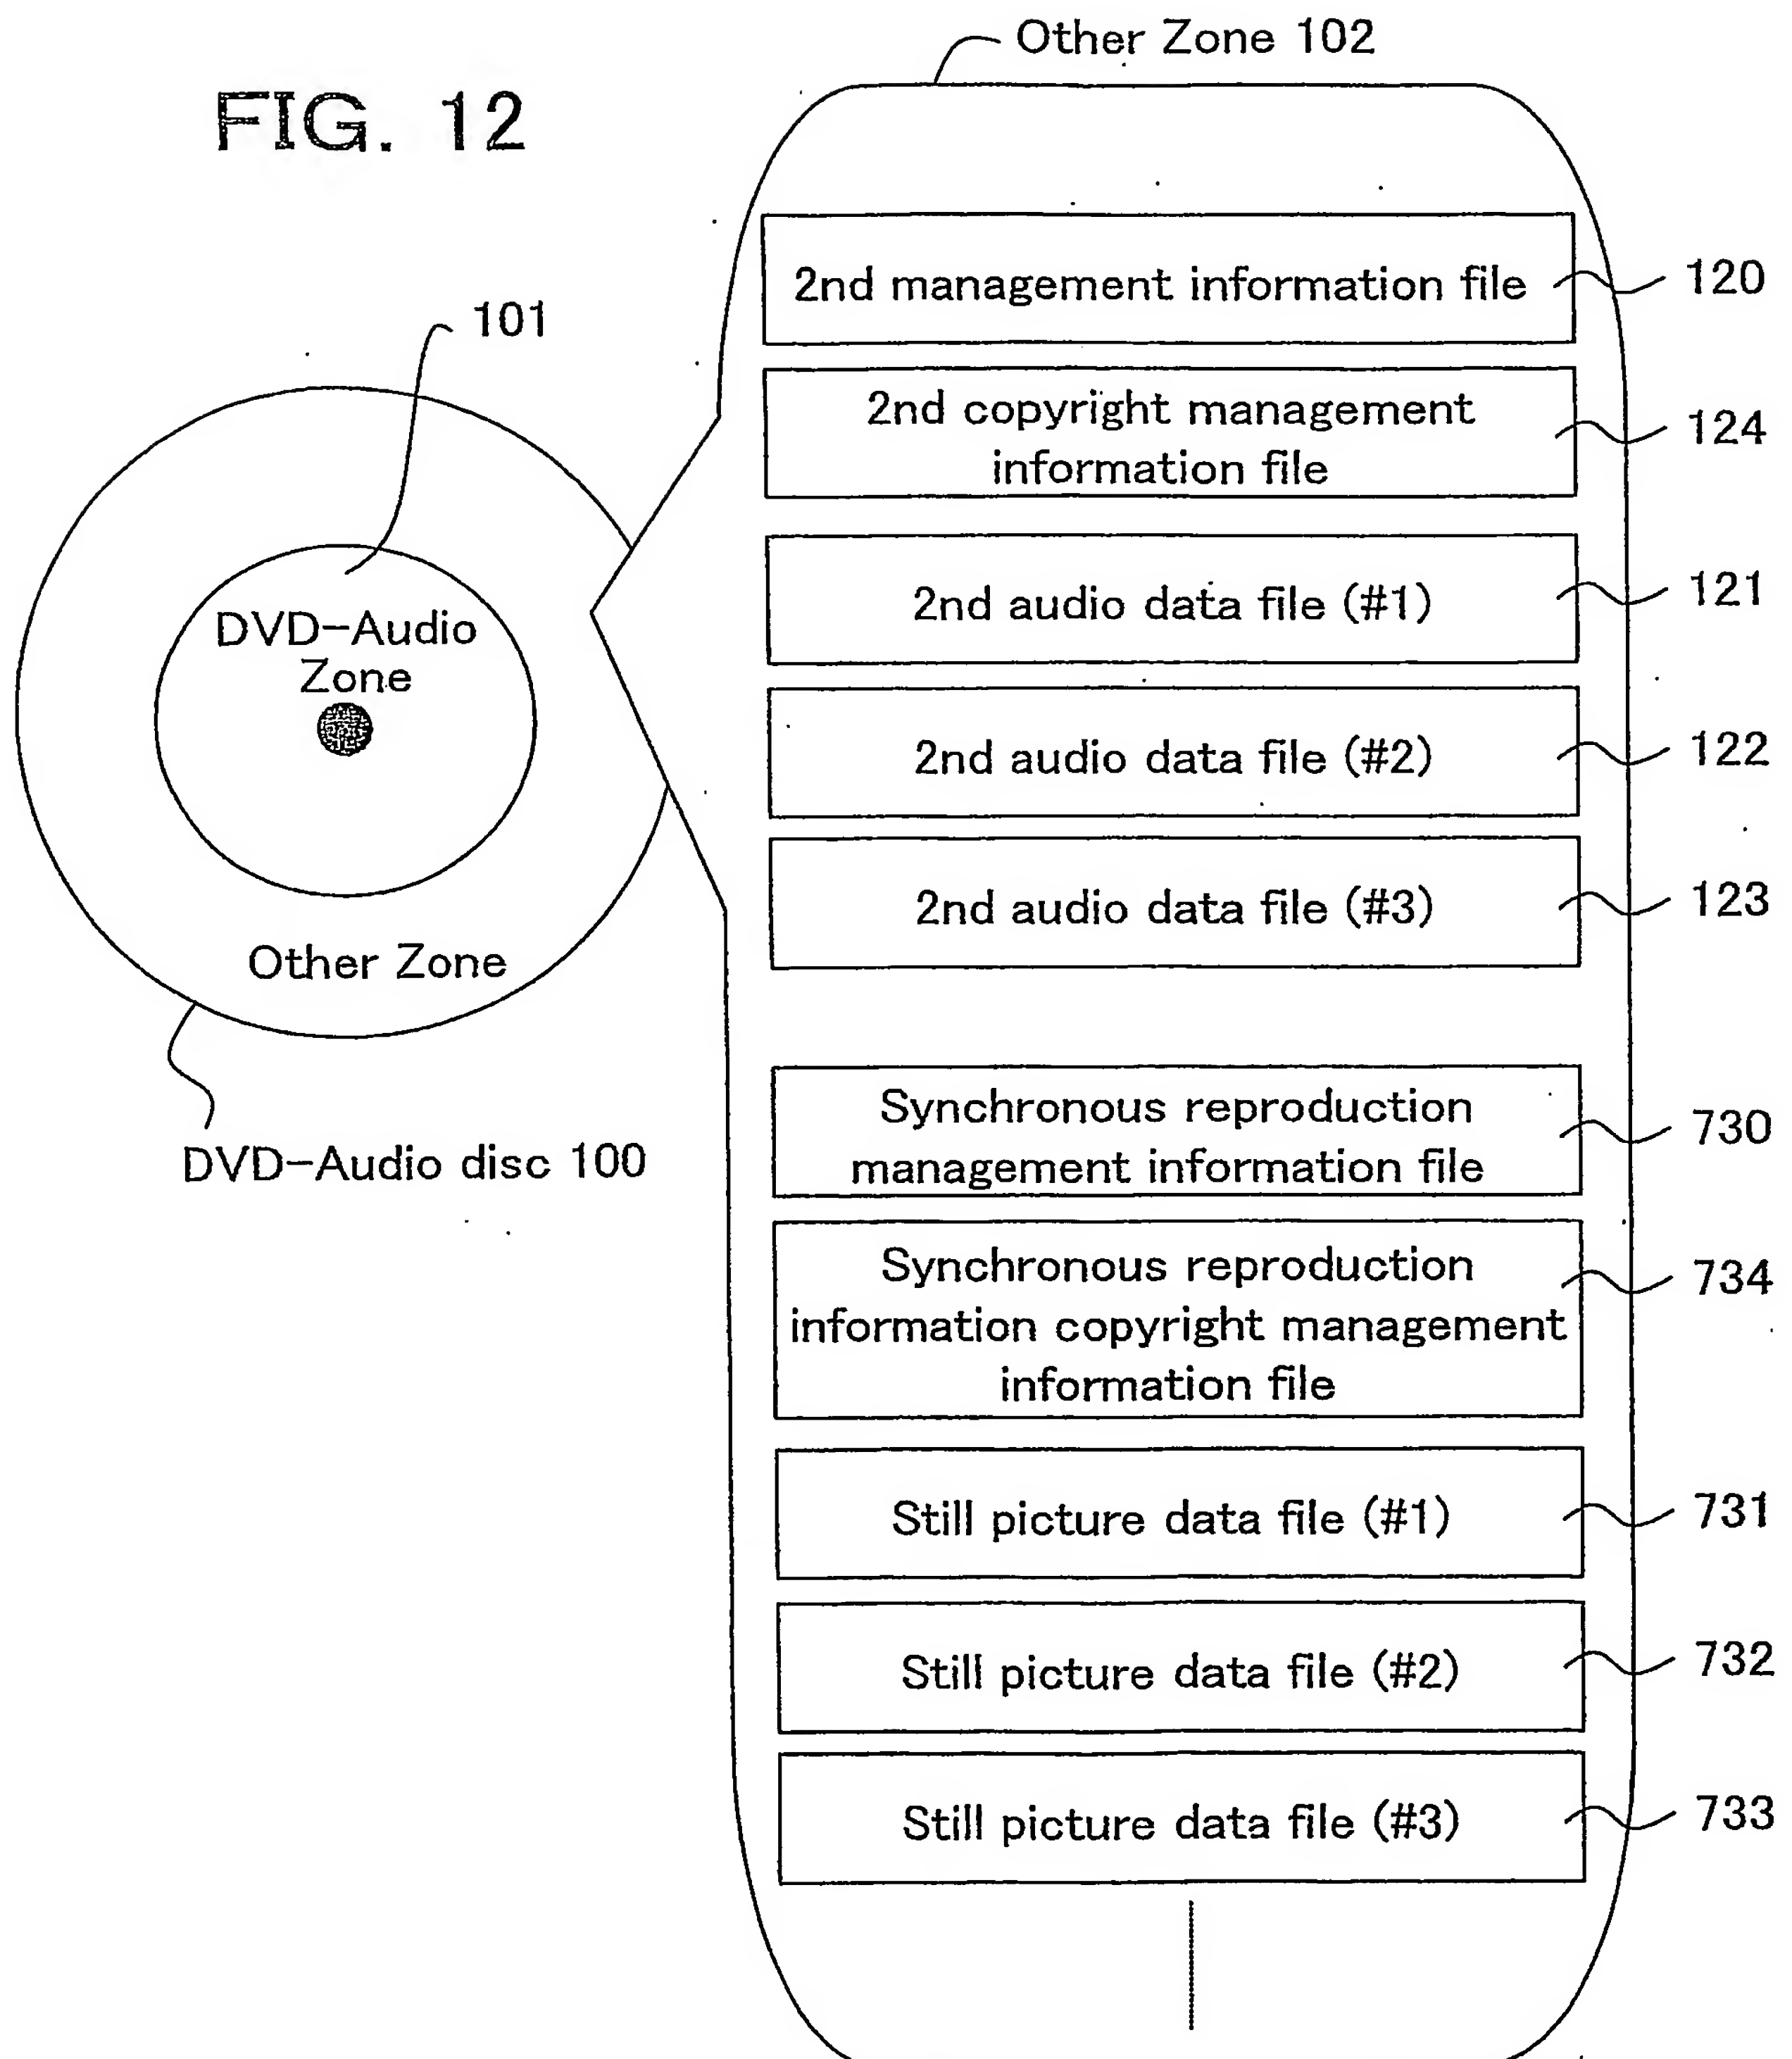 FIG. 12
Other Zone 102
101
DVD-Audio
Zone
Other Zone
DVD-Audio disc 100
2nd management information file
120
2nd copyright management
information file
124
2nd audio data file (#1)
121
2nd audio data file (#2)
122
2nd audio data file (#3)
123
Synchronous reproduction
management information file
730
Synchronous reproduction
information copyright management
information file
734
Still picture data file (#1)
731
Still picture data file (#2)
732
Still picture data file (#3)
733